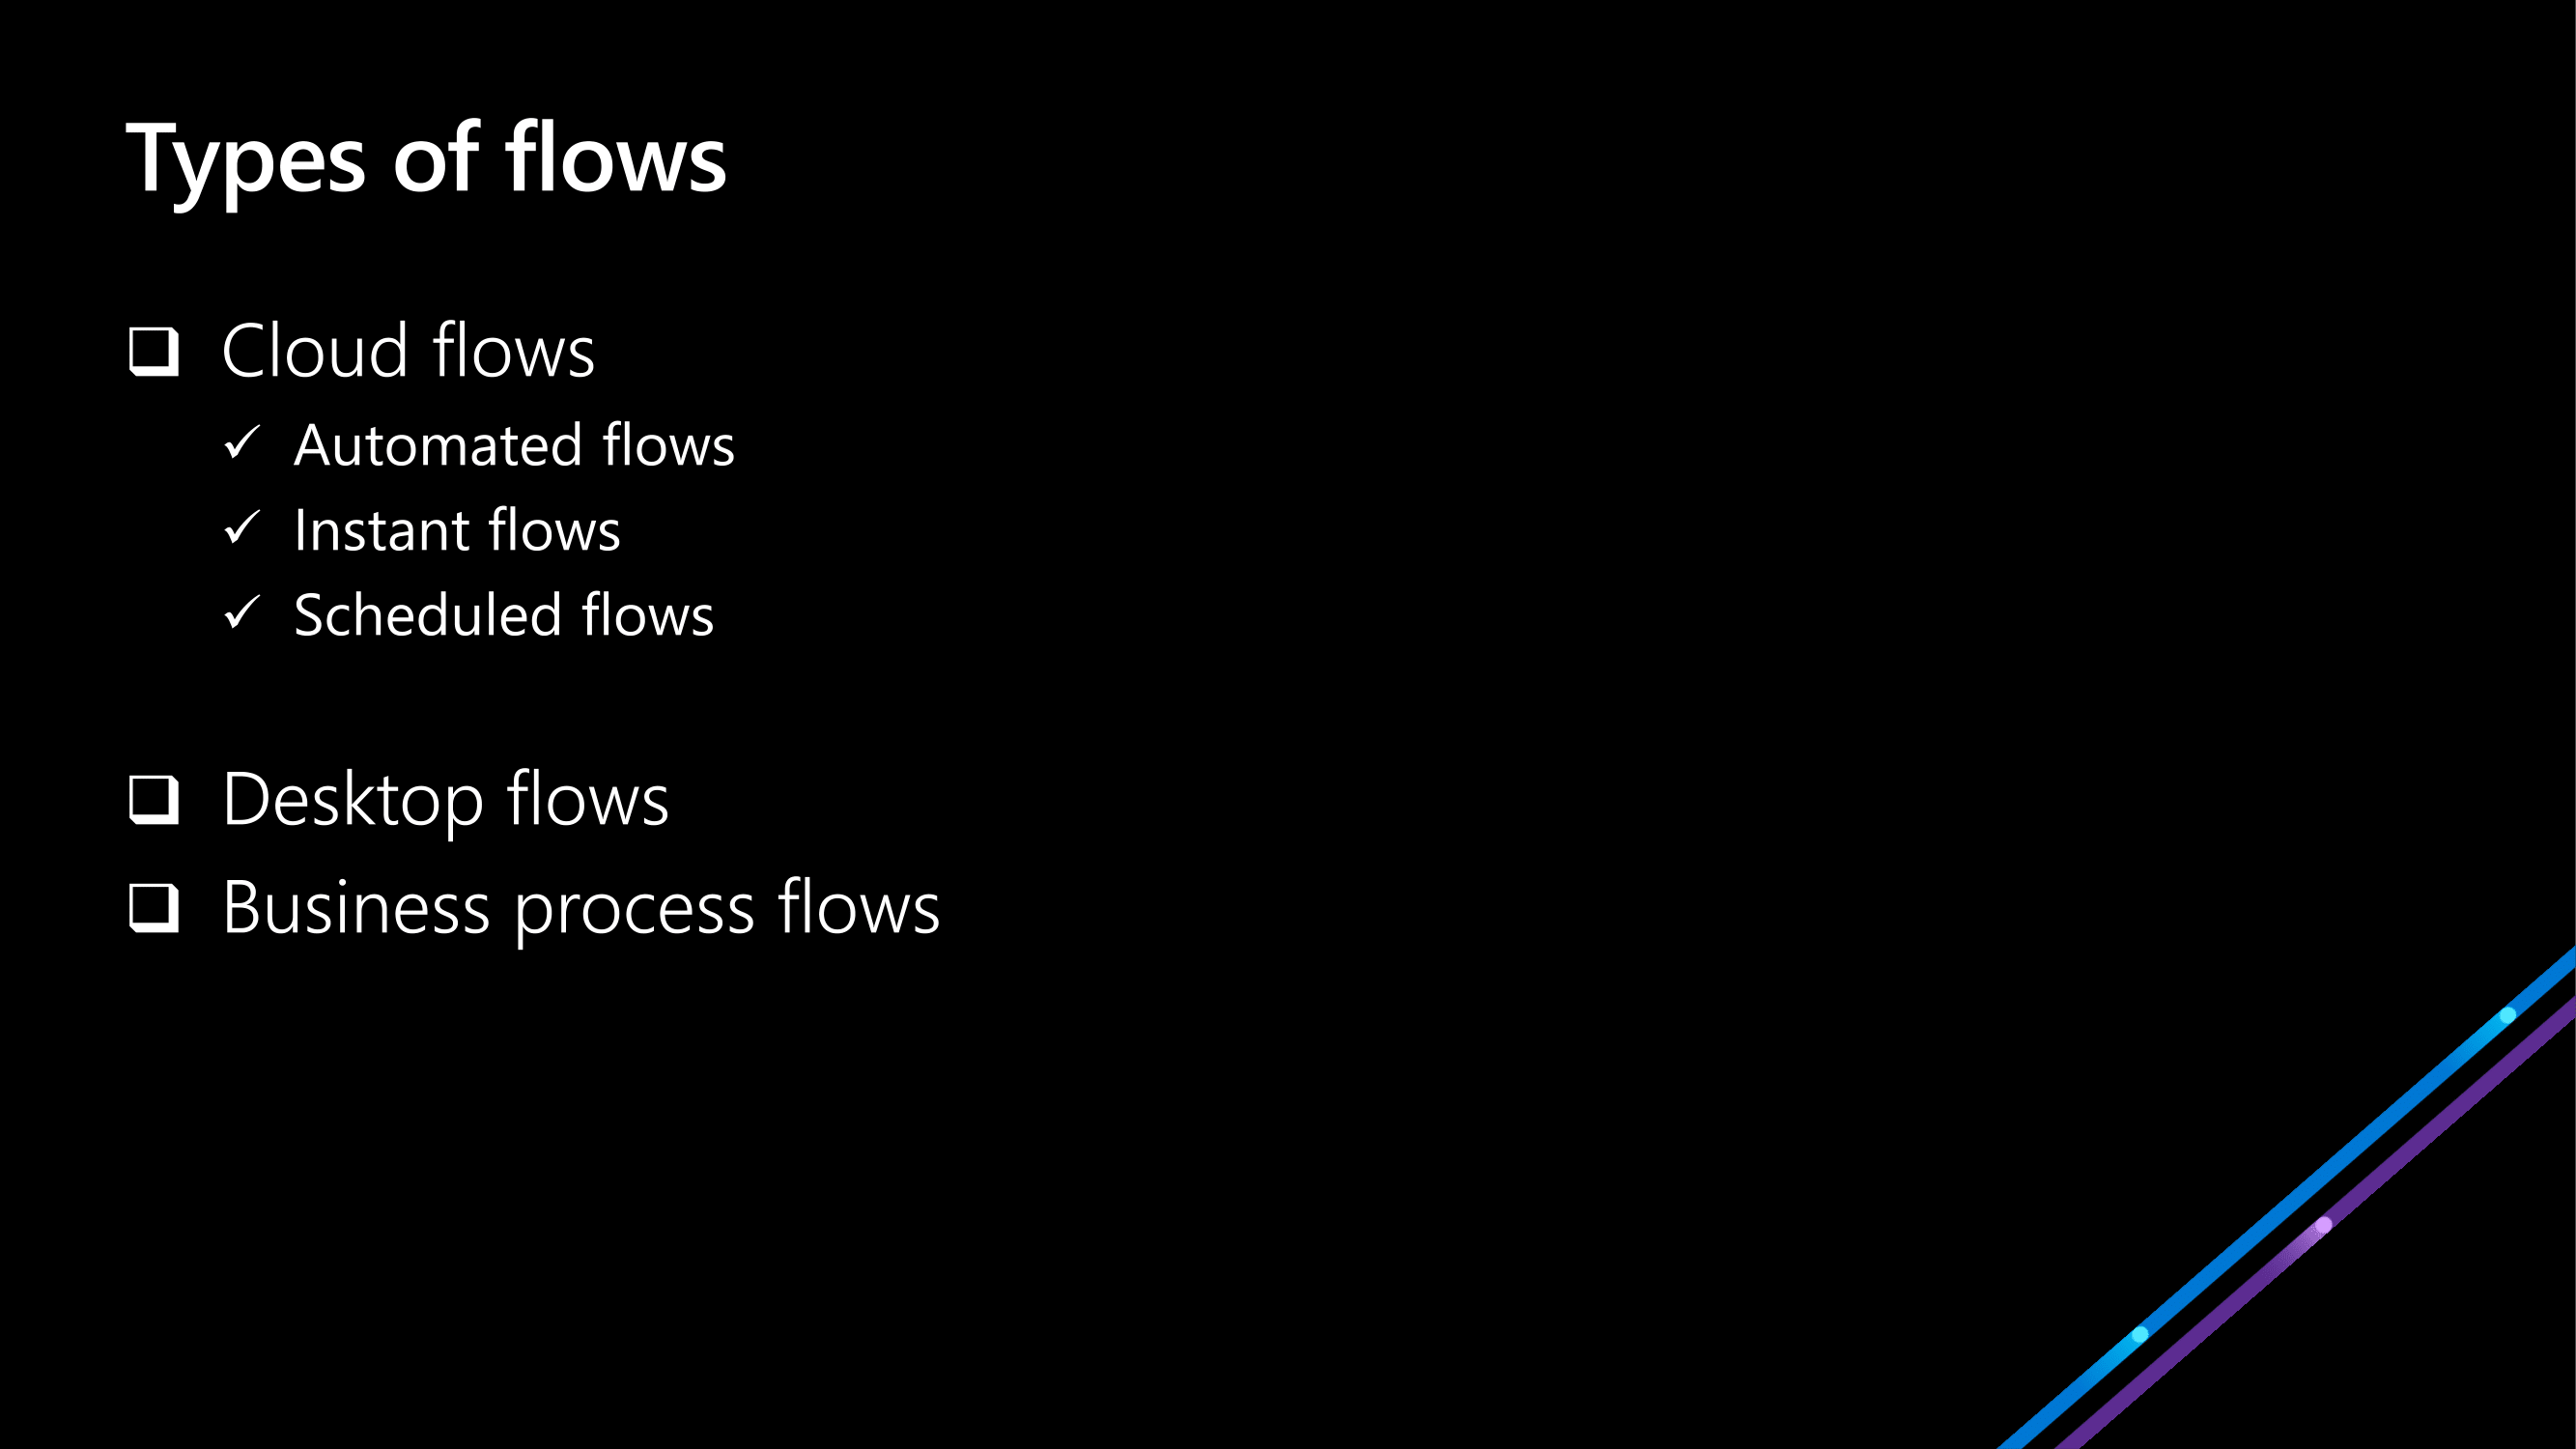 Types of flows
❑ Cloud flows
✓ Automated flows
✓ Instant flows
✓ Scheduled flows
❑ Desktop flows
❑ Business process flows